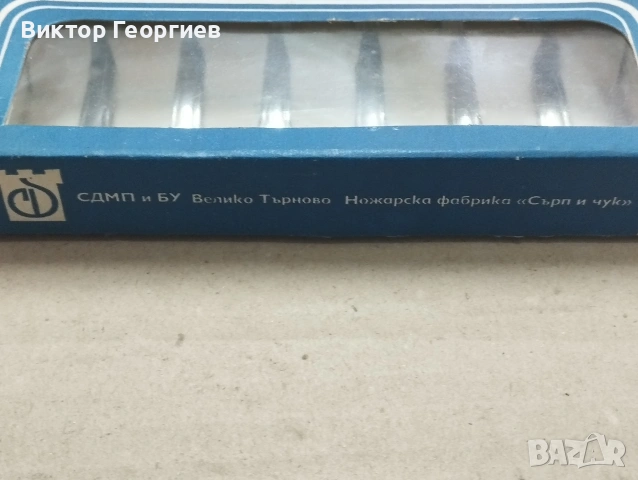 Виктор Георгиев
СДМП и БУ Велико Търново Ножарска фабрика «Сърп и чук»
BAZAR